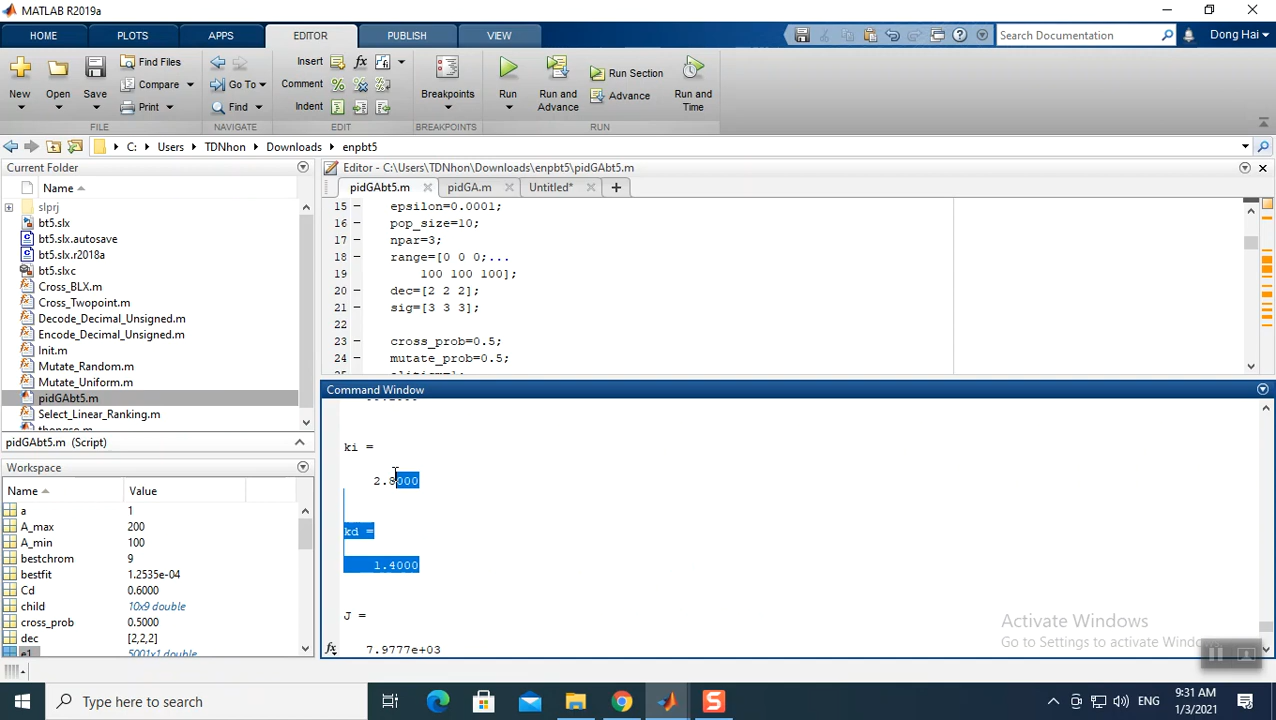 MATLAB R2019a
HOME PLOTS APPS EDITOR PUBLISH VIEW Search Documentation Dong Hai
New Open Save Find Files Compare Print
Go To Find
Insert Comment Indent
Breakpoints Run Run and Advance Run Section Advance Run and Time
FILE NAVIGATE EDIT BREAKPOINTS RUN
C: Users TDNhon Downloads enpbt5
Current Folder
Name
slprj
bt5.slx
bt5.slx.autosave
bt5.slx.r2018a
bt5.slxc
Cross_BLX.m
Cross_Twopoint.m
Decode_Decimal_Unsigned.m
Encode_Decimal_Unsigned.m
Init.m
Mutate_Random.m
Mutate_Uniform.m
pidGAbt5.m
Select_Linear_Ranking.m
pidGAbt5.m (Script)
Workspace
Name Value
a 1
A_max 200
A_min 100
bestchrom 9
bestfit 1.2535e-04
Cd 0.6000
child 10x9 double
cross_prob 0.5000
dec [2,2,2]
e1 5001x1 double
Editor - C:\Users\TDNhon\Downloads\enpbt5\pidGAbt5.m
pidGAbt5.m pidGA.m Untitled*
15 - epsilon=0.0001;
16 - pop_size=10;
17 - npar=3;
18 - range=[0 0 0;...
19 100 100 100];
20 - dec=[2 2 2];
21 - sig=[3 3 3];
22
23 - cross_prob=0.5;
24 - mutate_prob=0.5;
Command Window
ki =
2.8000
kd =
1.4000
J =
7.9777e+03
fx
Activate Windows
Go to Settings to activate Windows.
Type here to search
ENG
9:31 AM
1/3/2021